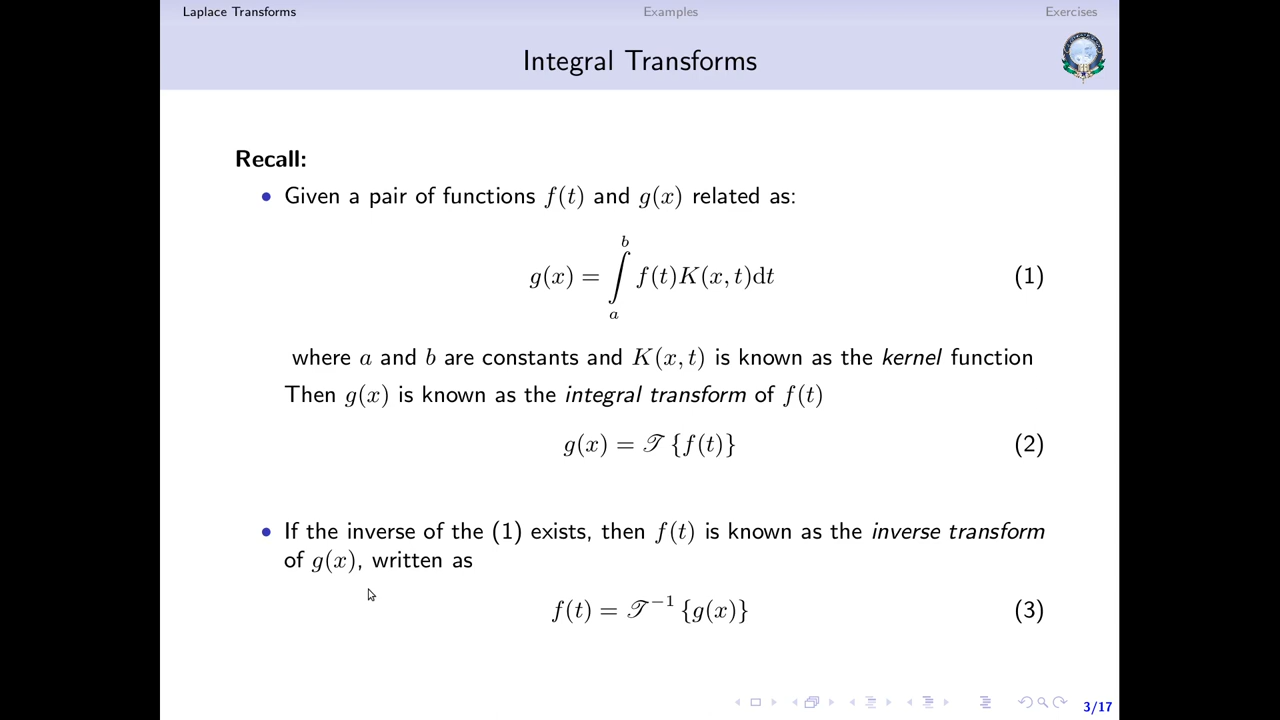 Laplace Transforms Examples Exercises
Integral Transforms
Recall:
• Given a pair of functions f(t) and g(x) related as:
g(x) = ∫_a^b f(t)K(x, t)dt (1)
where a and b are constants and K(x, t) is known as the kernel function
Then g(x) is known as the integral transform of f(t)
g(x) = 𝒯 {f(t)} (2)
• If the inverse of the (1) exists, then f(t) is known as the inverse transform
of g(x), written as
f(t) = 𝒯⁻¹ {g(x)} (3)
3/17